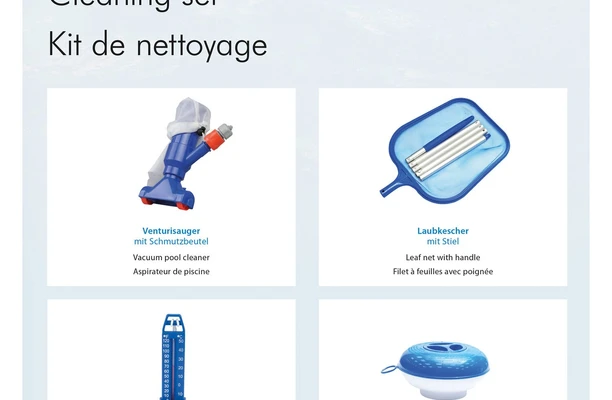 Cleaning set
Kit de nettoyage
Venturisauger
mit Schmutzbeutel
Vacuum pool cleaner
Aspirateur de piscine
Laubkescher
mit Stiel
Leaf net with handle
Filet à feuilles avec poignée